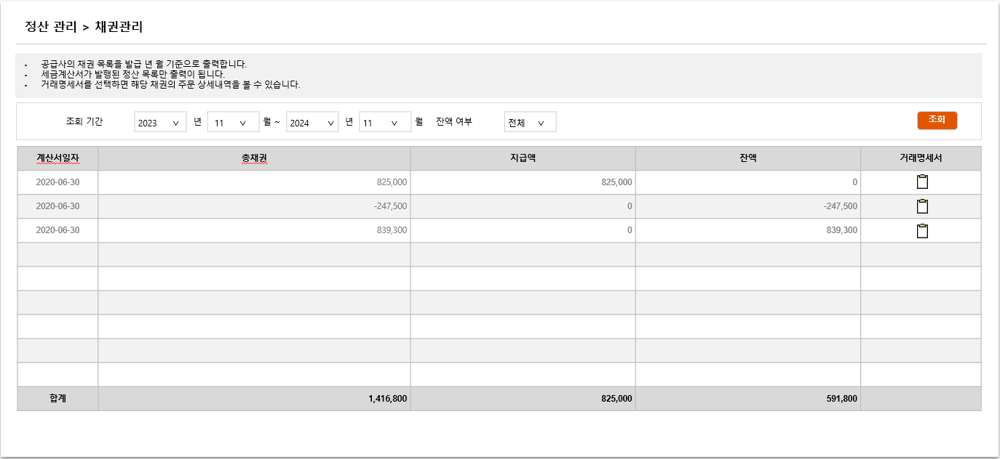 정산 관리 > 채권관리
• 공급사의 채권 목록을 발급 년 월 기준으로 출력합니다.
• 세금계산서가 발행된 정산 목록만 출력이 됩니다.
• 거래명세서를 선택하면 해당 채권의 주문 상세내역을 볼 수 있습니다.
조회 기간 2023 년 11 월 ~ 2024 년 11 월 잔액 여부 전체 조회
계산서일자 총채권 지급액 잔액 거래명세서
2020-06-30 825,000 825,000 0
2020-06-30 -247,500 0 -247,500
2020-06-30 839,300 0 839,300
합계 1,416,800 825,000 591,800